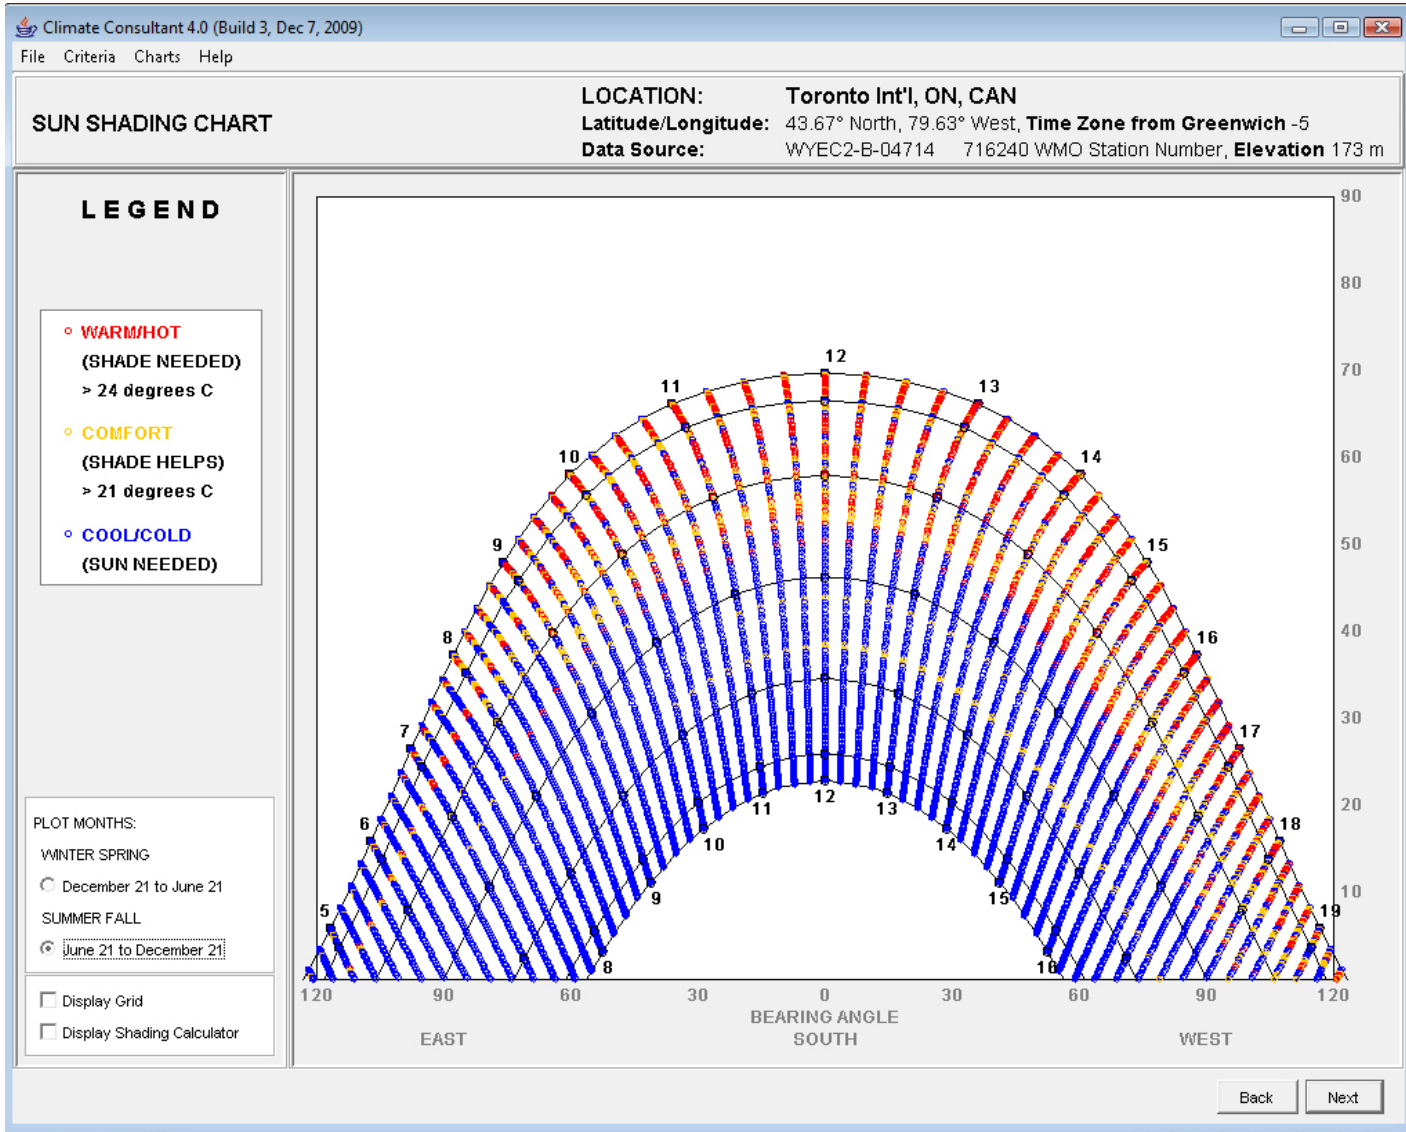 Climate Consultant 4.0 (Build 3, Dec 7, 2009)
File Criteria Charts Help
SUN SHADING CHART
LOCATION: Toronto Int'l, ON, CAN
Latitude/Longitude: 43.67° North, 79.63° West, Time Zone from Greenwich -5
Data Source: WYEC2-B-04714 716240 WMO Station Number, Elevation 173 m
LEGEND
WARM/HOT
(SHADE NEEDED)
> 24 degrees C
COMFORT
(SHADE HELPS)
> 21 degrees C
COOL/COLD
(SUN NEEDED)
PLOT MONTHS:
WINTER SPRING
December 21 to June 21
SUMMER FALL
June 21 to December 21
Display Grid
Display Shading Calculator
90
80
70
60
50
40
30
20
10
12
11 13
10 14
9 15
8 16
7 17
6 18
5 19
12
11 13
10 14
9 15
8 16
120 90 60 30 0 30 60 90 120
BEARING ANGLE
EAST SOUTH WEST
Back Next